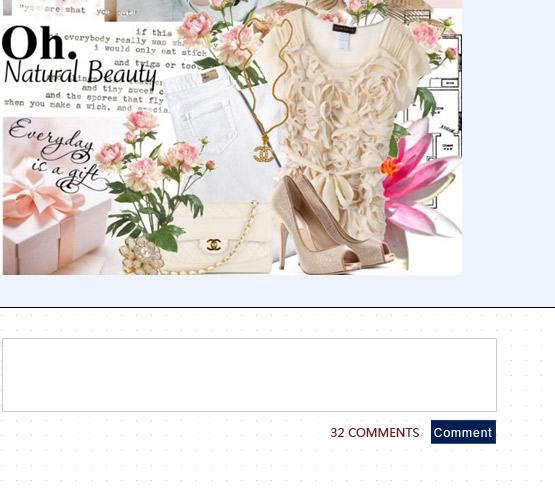 "you are what you eat"
Oh.
Natural Beauty
if this
everybody really was wh
i would only eat stick
and twigs or too
and tiny sweet c
and the spores that fly
when you make a wish. and, specia
Everyday
is a gift
32 COMMENTS
Comment